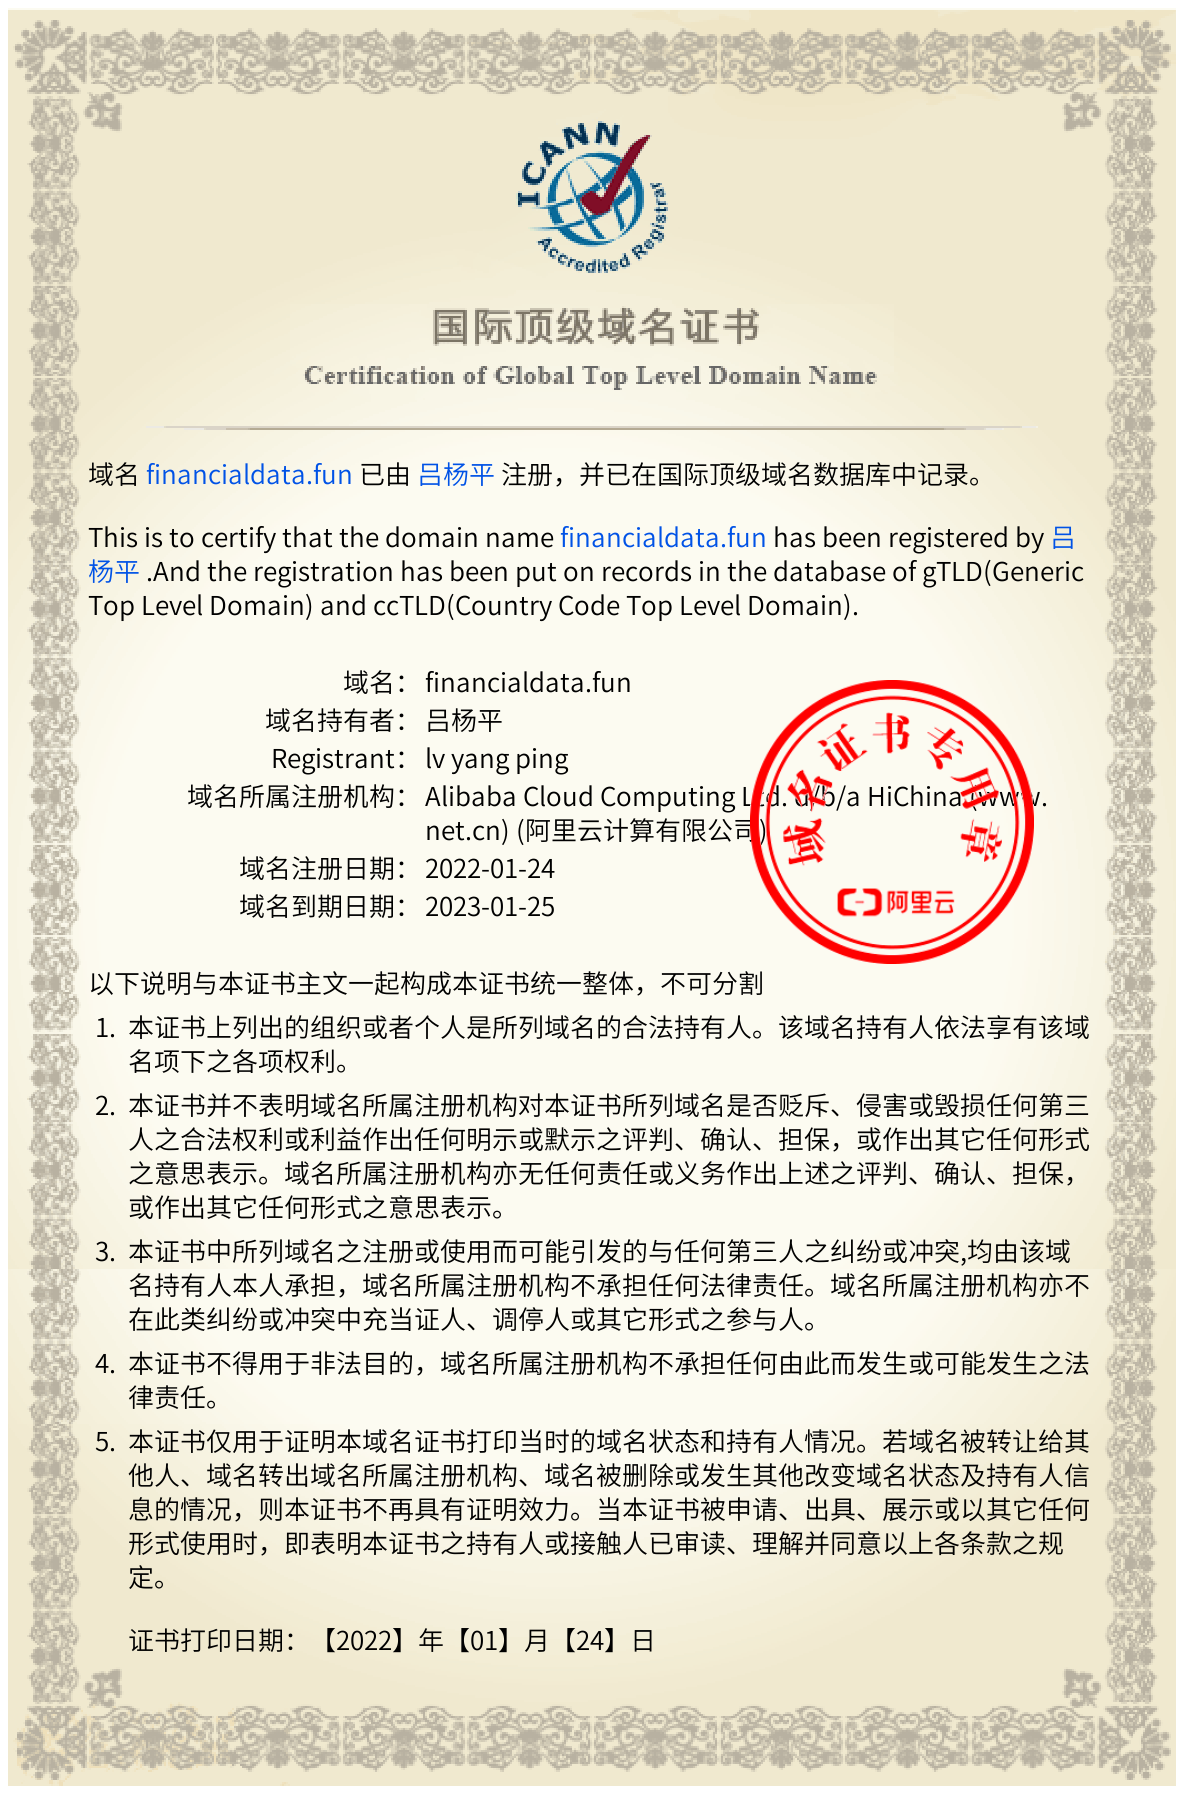 ICANN
Accredited Registrar
国际顶级域名证书
Certification of Global Top Level Domain Name
域名 financialdata.fun 已由 吕杨平 注册，并已在国际顶级域名数据库中记录。
This is to certify that the domain name financialdata.fun has been registered by 吕
杨平 .And the registration has been put on records in the database of gTLD(Generic
Top Level Domain) and ccTLD(Country Code Top Level Domain).
域名： financialdata.fun
域名持有者： 吕杨平
Registrant： lv yang ping
域名所属注册机构： Alibaba Cloud Computing Ltd. d/b/a HiChina (www.
net.cn) (阿里云计算有限公司)
域名注册日期： 2022-01-24
域名到期日期： 2023-01-25
域名证书专用章
阿里云
以下说明与本证书主文一起构成本证书统一整体，不可分割
1. 本证书上列出的组织或者个人是所列域名的合法持有人。该域名持有人依法享有该域
名项下之各项权利。
2. 本证书并不表明域名所属注册机构对本证书所列域名是否贬斥、侵害或毁损任何第三
人之合法权利或利益作出任何明示或默示之评判、确认、担保，或作出其它任何形式
之意思表示。域名所属注册机构亦无任何责任或义务作出上述之评判、确认、担保，
或作出其它任何形式之意思表示。
3. 本证书中所列域名之注册或使用而可能引发的与任何第三人之纠纷或冲突,均由该域
名持有人本人承担，域名所属注册机构不承担任何法律责任。域名所属注册机构亦不
在此类纠纷或冲突中充当证人、调停人或其它形式之参与人。
4. 本证书不得用于非法目的，域名所属注册机构不承担任何由此而发生或可能发生之法
律责任。
5. 本证书仅用于证明本域名证书打印当时的域名状态和持有人情况。若域名被转让给其
他人、域名转出域名所属注册机构、域名被删除或发生其他改变域名状态及持有人信
息的情况，则本证书不再具有证明效力。当本证书被申请、出具、展示或以其它任何
形式使用时，即表明本证书之持有人或接触人已审读、理解并同意以上各条款之规
定。
证书打印日期：【2022】年【01】月【24】日